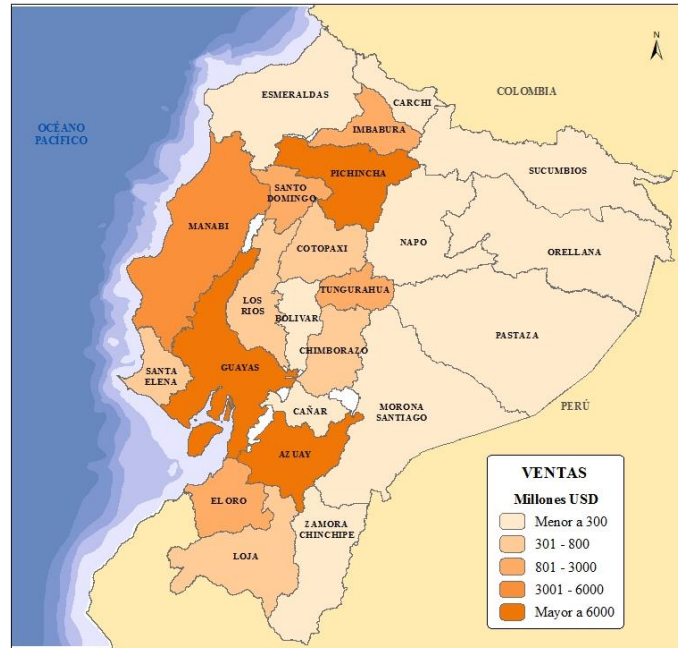 N
COLOMBIA
OCÉANO
PACÍFICO
ESMERALDAS
CARCHI
IMBABURA
SUCUMBIOS
PICHINCHA
SANTO
DOMINGO
MANABI
NAPO
COTOPAXI
ORELLANA
TUNGURAHUA
LOS
RIOS
BOLIVAR
PASTAZA
CHIMBORAZO
SANTA
ELENA
GUAYAS
MORONA
SANTIAGO
PERÚ
CAÑAR
AZUAY
EL ORO
ZAMORA
CHINCHIPE
LOJA
VENTAS
Millones USD
Menor a 300
301 - 800
801 - 3000
3001 - 6000
Mayor a 6000